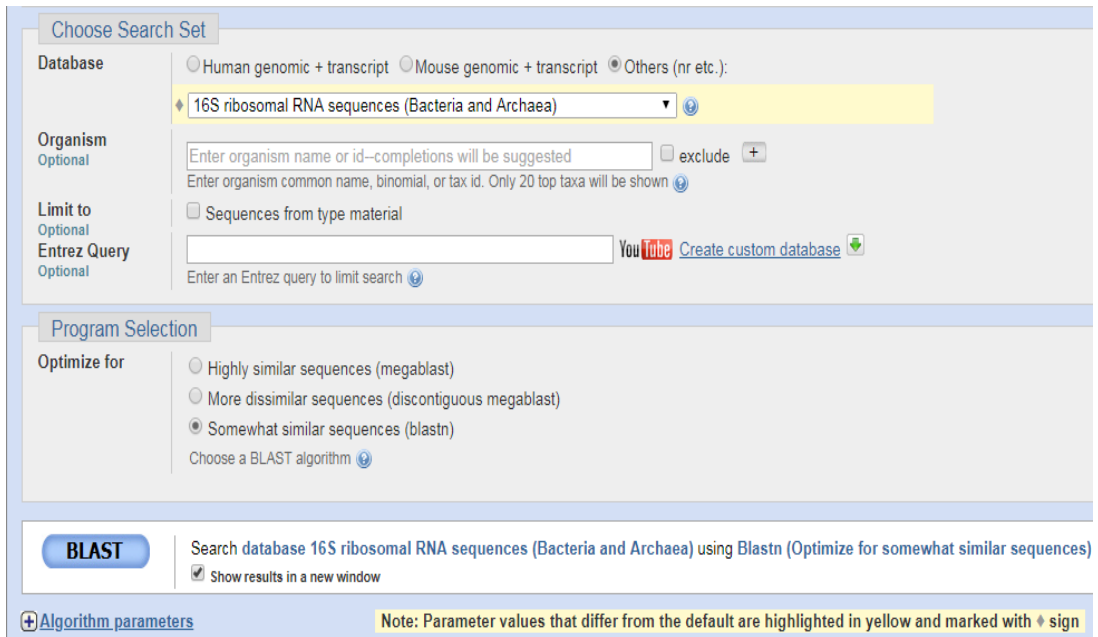 Choose Search Set
Database
Human genomic + transcript Mouse genomic + transcript Others (nr etc.):
♦ 16S ribosomal RNA sequences (Bacteria and Archaea)
Organism
Optional
Enter organism name or id--completions will be suggested exclude +
Enter organism common name, binomial, or tax id. Only 20 top taxa will be shown
Limit to
Optional
Sequences from type material
Entrez Query
Optional
YouTube Create custom database
Enter an Entrez query to limit search
Program Selection
Optimize for
Highly similar sequences (megablast)
More dissimilar sequences (discontiguous megablast)
Somewhat similar sequences (blastn)
Choose a BLAST algorithm
BLAST
Search database 16S ribosomal RNA sequences (Bacteria and Archaea) using Blastn (Optimize for somewhat similar sequences)
Show results in a new window
+ Algorithm parameters
Note: Parameter values that differ from the default are highlighted in yellow and marked with ♦ sign